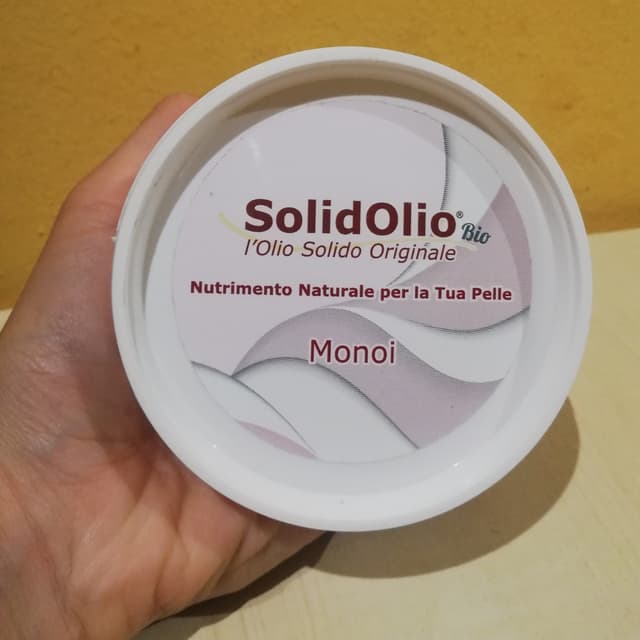 SolidOlio® Bio
l'Olio Solido Originale
Nutrimento Naturale per la Tua Pelle
Monoi